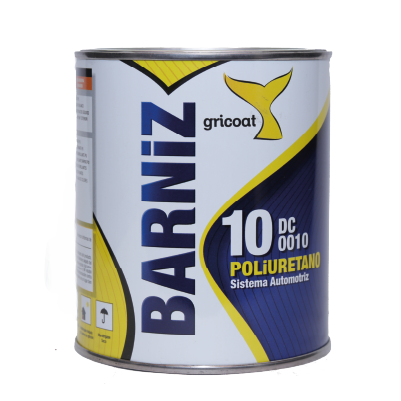 BARNiZ
gricoat
10 DC
0010
POLiURETANO
Sistema Automotriz